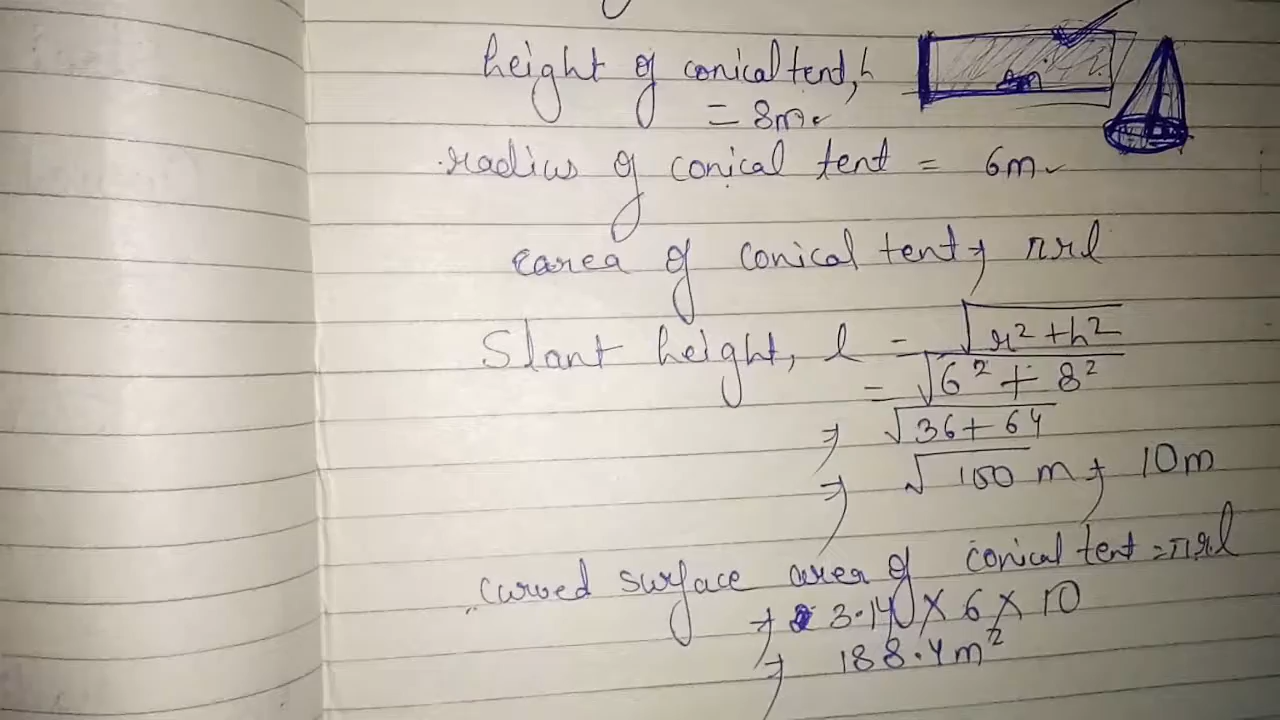 height of conical tend, h
= 8m
radius of conical tent = 6m
area of conical tent → πrl
Slant height, l = √r²+h²
= √6² + 8²
⇒ √36+64
⇒ √100 m → 10m
curved surface area of conical tent = πrl
⇒ 3.14 × 6 × 10
⇒ 188.4m²